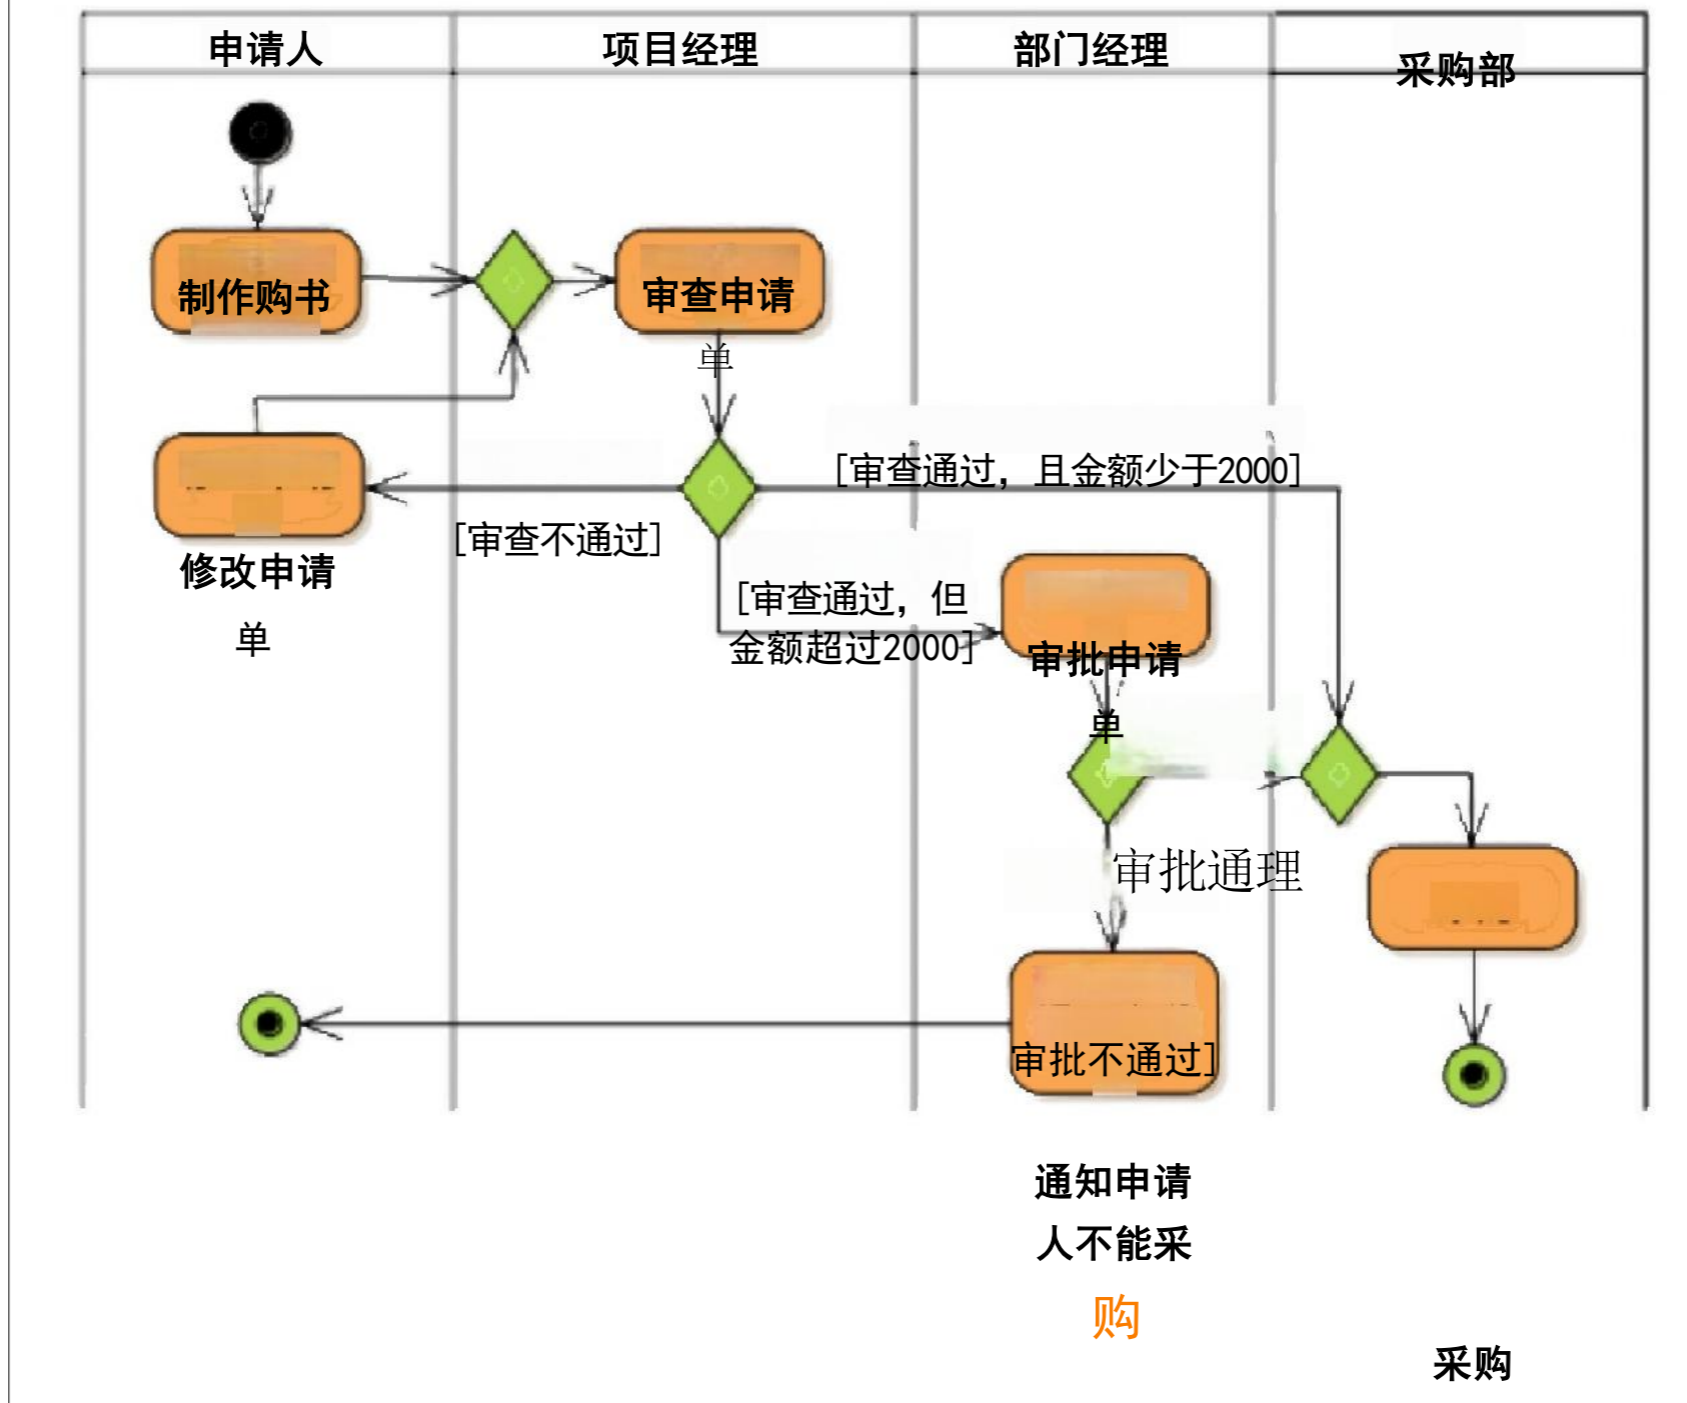 申请人
项目经理
部门经理
采购部
制作购书
审查申请
单
[审查通过，且金额少于2000]
[审查不通过]
修改申请
单
[审查通过，但
金额超过2000]
审批申请
单
审批通理
审批不通过]
通知申请
人不能采
购
采购